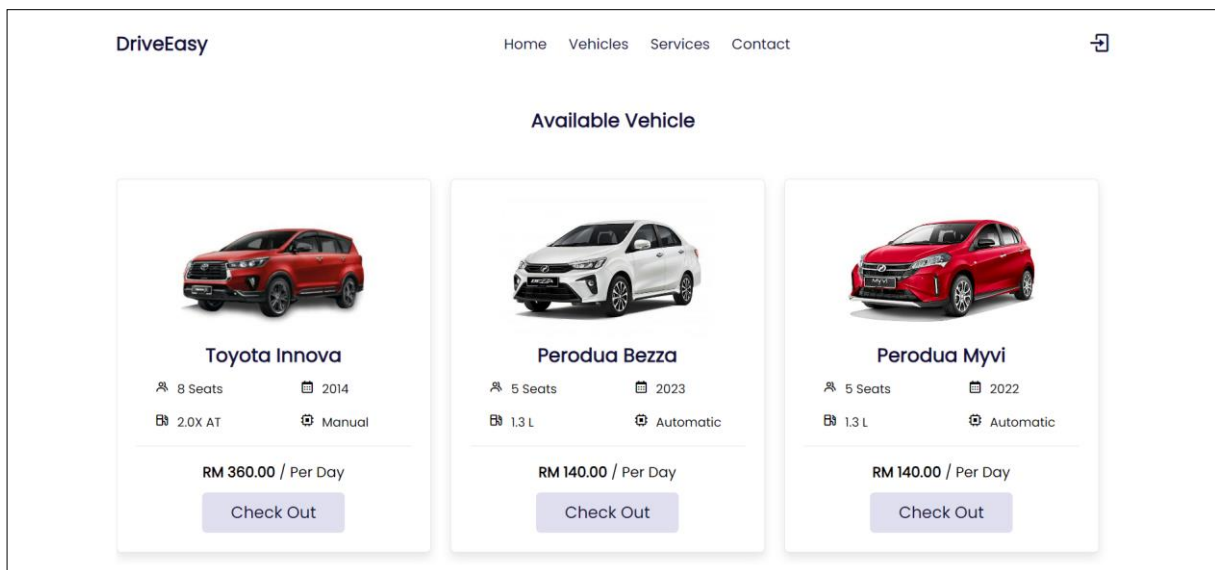 DriveEasy
Home Vehicles Services Contact
Available Vehicle
Toyota Innova
8 Seats 2014
2.0X AT Manual
RM 360.00 / Per Day
Check Out
Perodua Bezza
5 Seats 2023
1.3 L Automatic
RM 140.00 / Per Day
Check Out
Perodua Myvi
5 Seats 2022
1.3 L Automatic
RM 140.00 / Per Day
Check Out